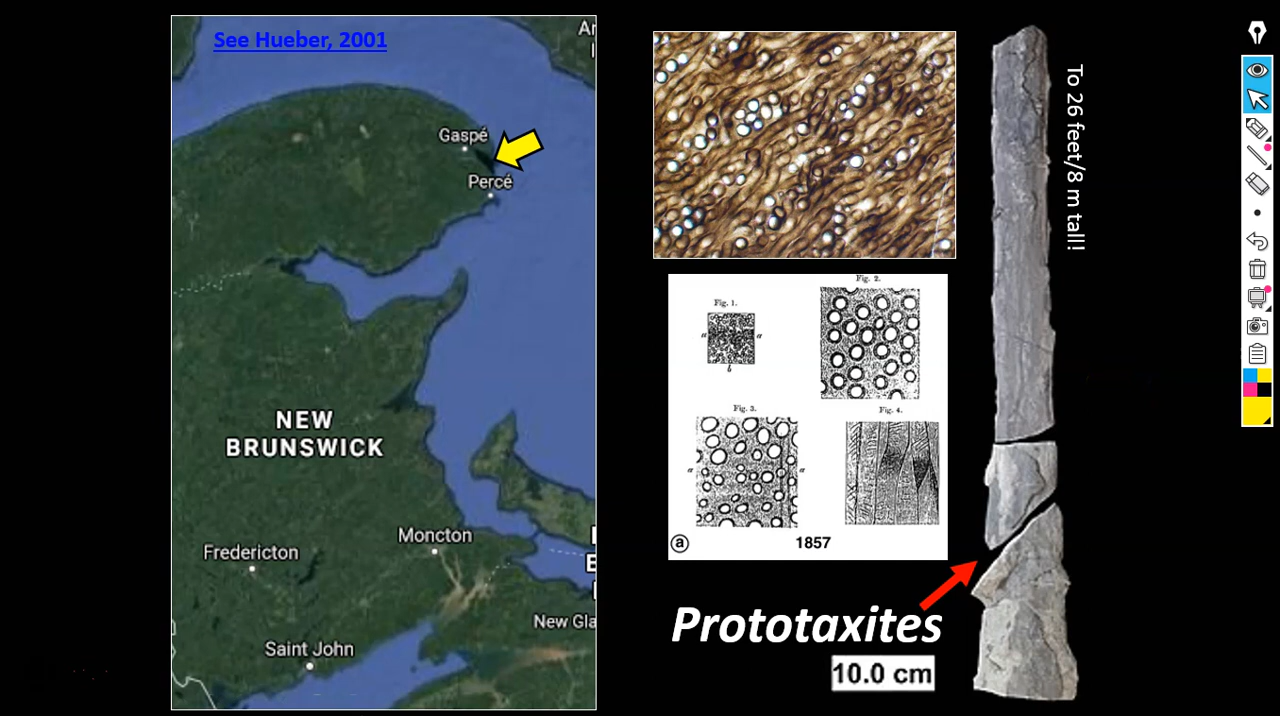 See Hueber, 2001
Gaspé
Percé
NEW
BRUNSWICK
Moncton
Fredericton
New Gla
Saint John
To 26 feet/8 m tall!
Fig. 1.
a
a
b
Fig. 2.
Fig. 3.
a
a
Fig. 4.
a
1857
Prototaxites
10.0 cm